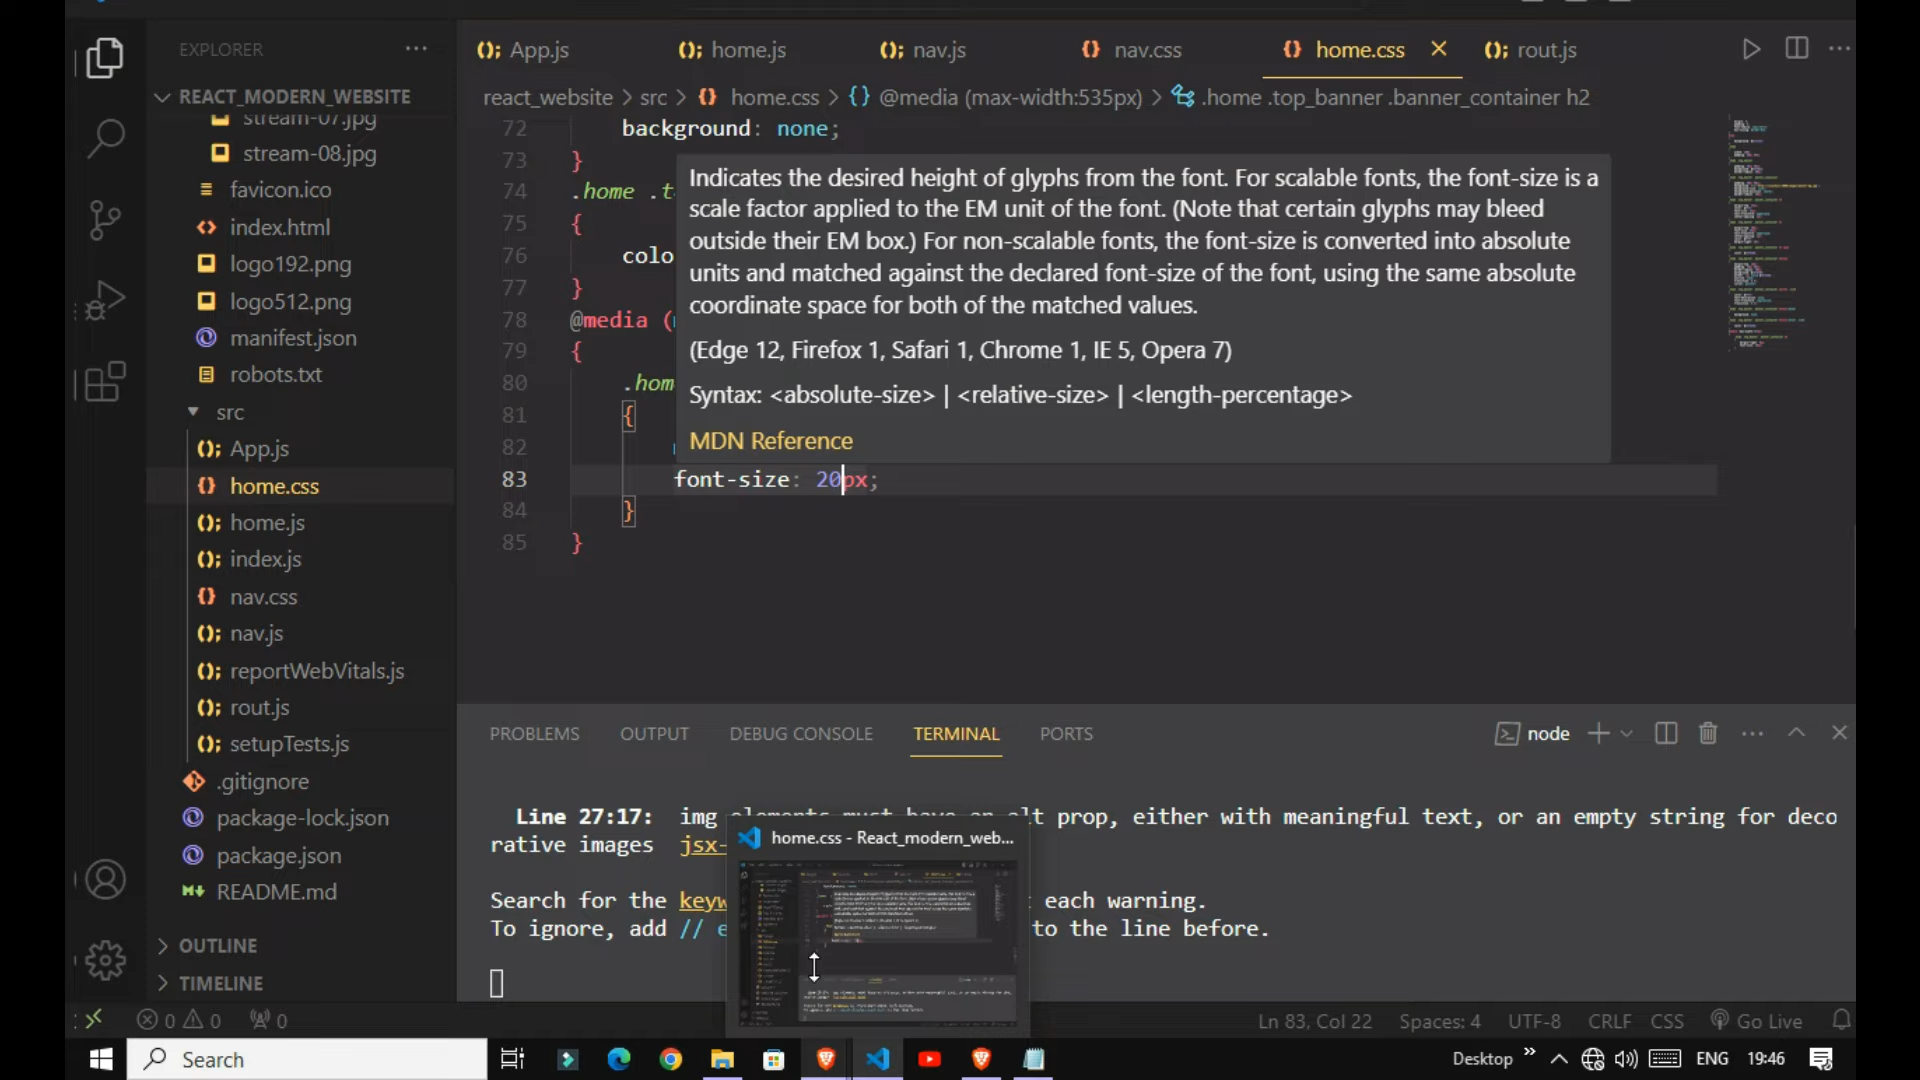 EXPLORER
REACT_MODERN_WEBSITE
stream-07.jpg
stream-08.jpg
favicon.ico
index.html
logo192.png
logo512.png
manifest.json
robots.txt
src
App.js
home.css
home.js
index.js
nav.css
nav.js
reportWebVitals.js
rout.js
setupTests.js
.gitignore
package-lock.json
package.json
README.md
OUTLINE
TIMELINE
App.js home.js nav.js nav.css home.css rout.js
react_website > src > home.css > {} @media (max-width:535px) > .home .top_banner .banner_container h2
72 background: none;
73 }
74 .home .t
75 {
76 colo
77 }
78 @media (
79 {
80 .hom
81 {
82
83 font-size: 20px;
84 }
85 }
Indicates the desired height of glyphs from the font. For scalable fonts, the font-size is a
scale factor applied to the EM unit of the font. (Note that certain glyphs may bleed
outside their EM box.) For non-scalable fonts, the font-size is converted into absolute
units and matched against the declared font-size of the font, using the same absolute
coordinate space for both of the matched values.
(Edge 12, Firefox 1, Safari 1, Chrome 1, IE 5, Opera 7)
Syntax: <absolute-size> | <relative-size> | <length-percentage>
MDN Reference
PROBLEMS OUTPUT DEBUG CONSOLE TERMINAL PORTS
node
Line 27:17: img elements must have an alt prop, either with meaningful text, or an empty string for deco
rative images jsx-
Search for the keyw each warning.
To ignore, add // e to the line before.
home.css - React_modern_web...
0 0 0
Ln 83, Col 22 Spaces: 4 UTF-8 CRLF CSS Go Live
Search
Desktop ENG 19:46